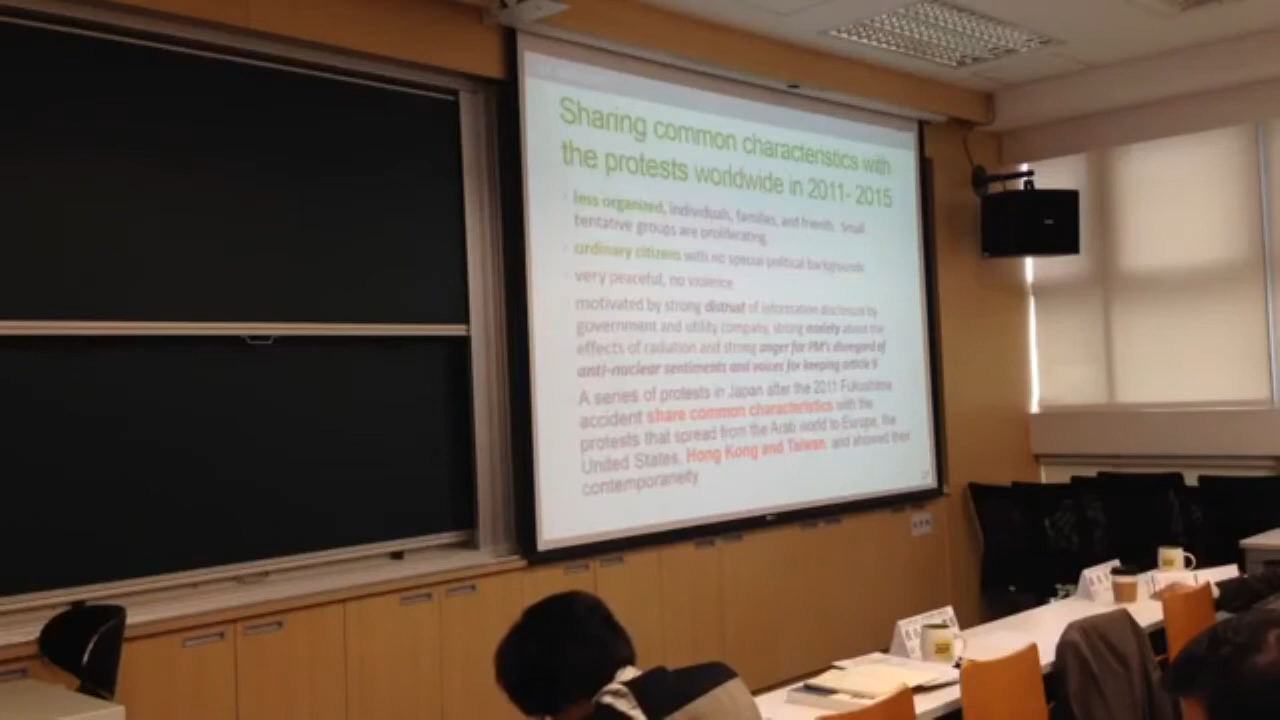 Sharing common characteristics with
the protests worldwide in 2011- 2015
less organized, individuals, families, and friends. Small
tentative groups are proliferating.
ordinary citizens with no special political backgrounds
very peaceful, no violence
motivated by strong distrust of information disclosure by
government and utility company, strong anxiety about the
effects of radiation and strong anger for PM's disregard of
anti-nuclear sentiments and voices for keeping article 9
A series of protests in Japan after the 2011 Fukushima
accident share common characteristics with the
protests that spread from the Arab world to Europe, the
United States, Hong Kong and Taiwan, and showed their
contemporaneity